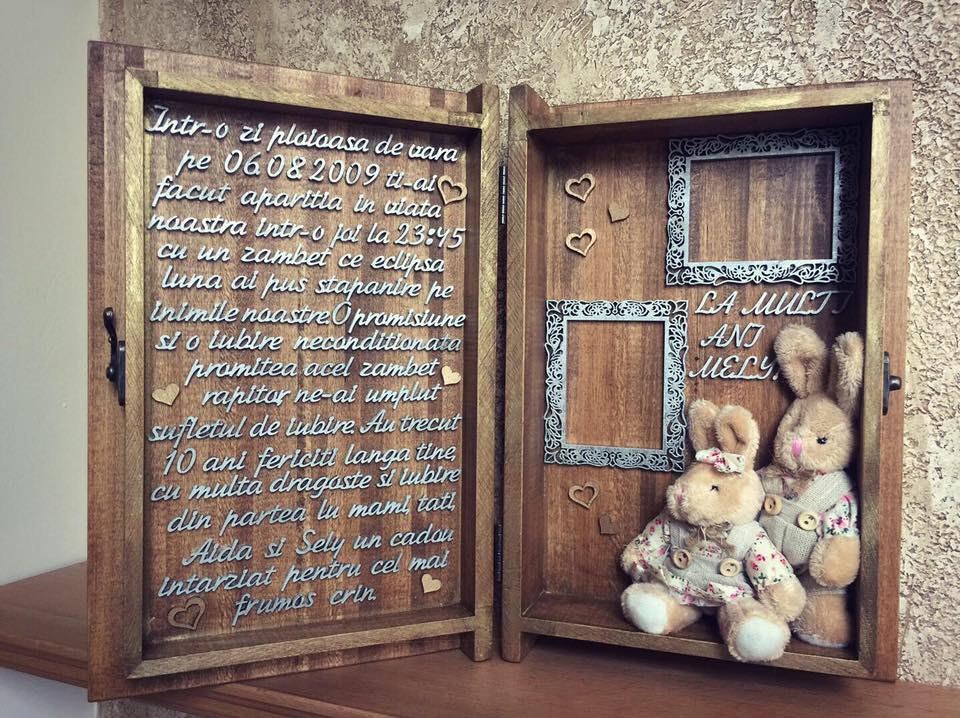 Intr-o zi ploioasa de vara
pe 06.08.2009 ti-ai
facut aparitia in viata
noastra intr-o joi la 23:45
cu un zambet ce eclipsa
luna ai pus stapanire pe
inimile noastre.O promisiune
si o iubire neconditionata
promitea acel zambet
rapitor ne-ai umplut
sufletul de iubire. Au trecut
10 ani fericiti langa tine,
cu multa dragoste si iubire
din partea lu mami, tati,
Aida si Sely un cadou
intarziat pentru cel mai
frumos crin.
LA MULTI
ANI
MELY!